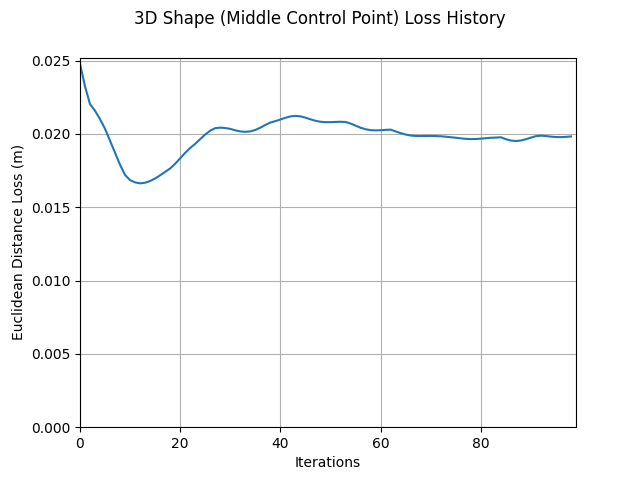 3D Shape (Middle Control Point) Loss History
0.025
0.020
0.015
0.010
0.005
0.000
Euclidean Distance Loss (m)
0 20 40 60 80
Iterations